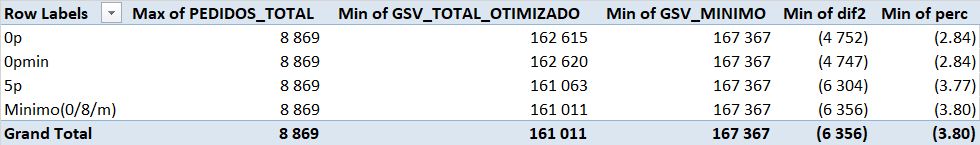 Row Labels Max of PEDIDOS_TOTAL Min of GSV_TOTAL_OTIMIZADO Min of GSV_MINIMO Min of dif2 Min of perc
0p 8 869 162 615 167 367 (4 752) (2.84)
0pmin 8 869 162 620 167 367 (4 747) (2.84)
5p 8 869 161 063 167 367 (6 304) (3.77)
Minimo(0/8/m) 8 869 161 011 167 367 (6 356) (3.80)
Grand Total 8 869 161 011 167 367 (6 356) (3.80)